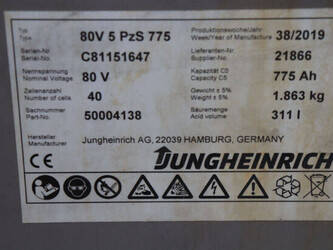 Typ
Type 80V 5 PzS 775 Produktionswoche/Jahr
Week/Year of Manufacture 38/2019
Serien-Nr
Serial-No. C81151647 Lieferanten-Nr.
Supplier-No. 21866
Nennspannung
Nominal Voltage 80 V Kapazität C5
Capacity C5 775 Ah
Zellenanzahl
Number of cells 40 Gewicht ± 5%
Weight ± 5% 1.863 kg
Sachnummer
Part-No. 50004138 Säuremenge
Acid volume 311 l
Hersteller
Manufacturer Jungheinrich AG, 22039 HAMBURG, GERMANY
JUNGHEINRICH
CE